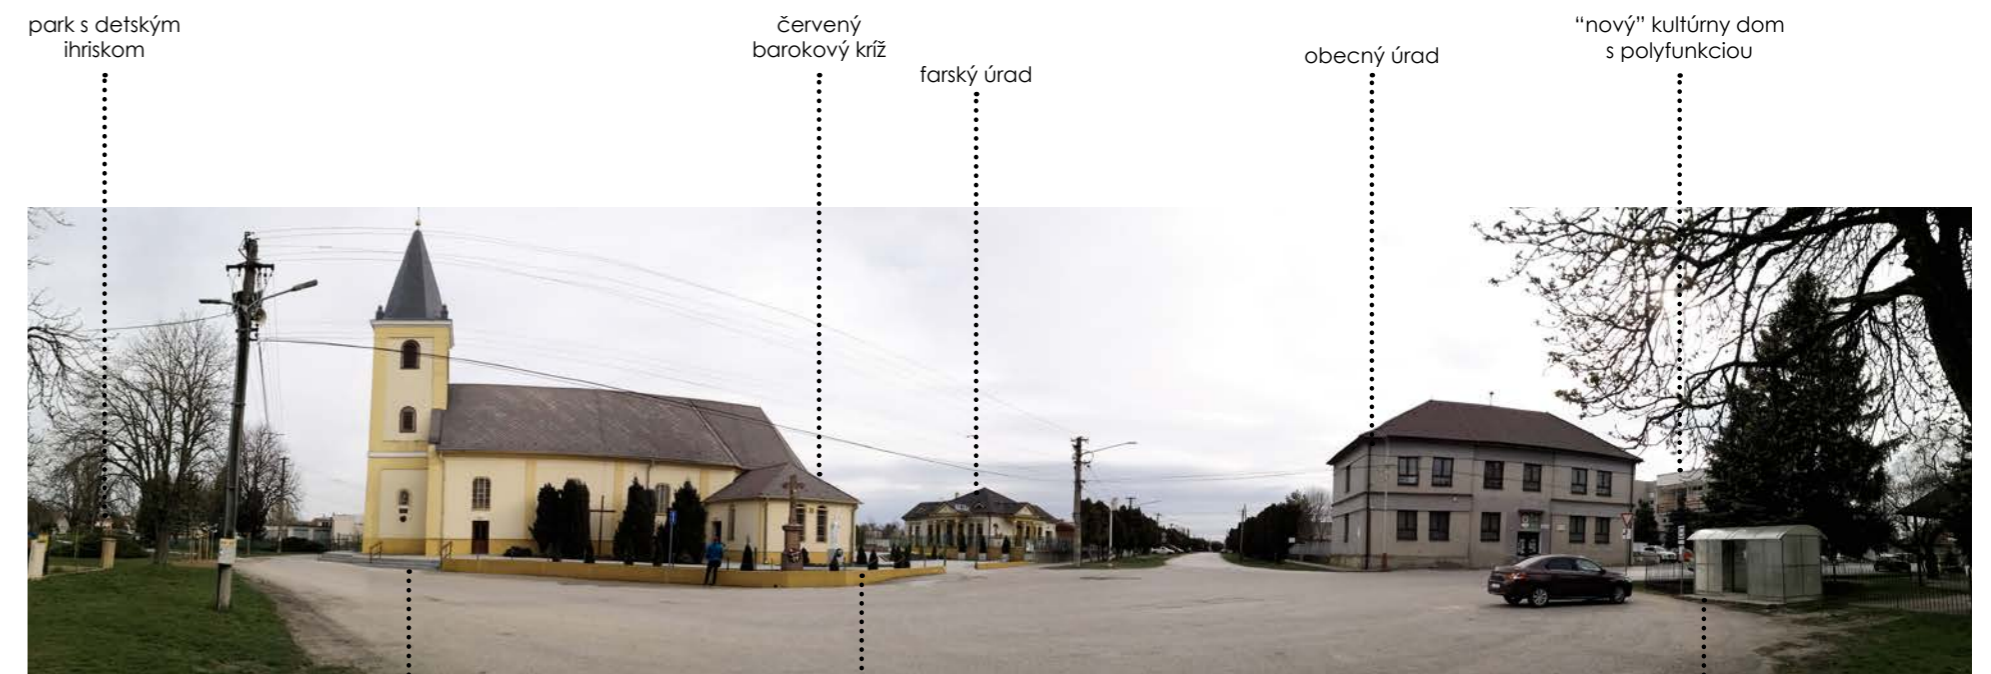 park s detským
ihriskom
červený
barokový kríž
farský úrad
obecný úrad
“nový” kultúrny dom
s polyfunkciou